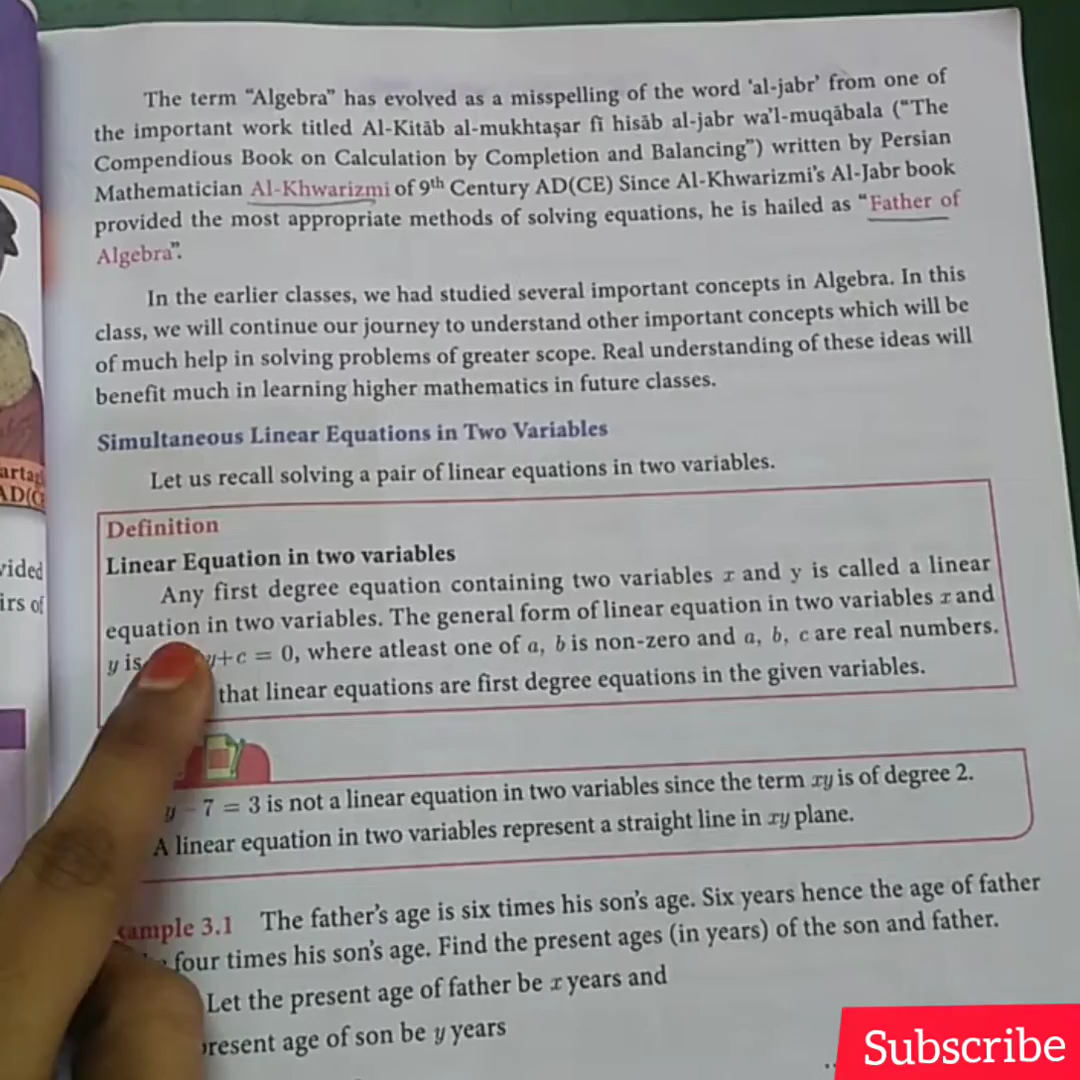 The term “Algebra” has evolved as a misspelling of the word ‘al-jabr’ from one of
the important work titled Al-Kitāb al-mukhtaṣar fī hisāb al-jabr wa’l-muqābala (“The
Compendious Book on Calculation by Completion and Balancing”) written by Persian
Mathematician Al-Khwarizmi of 9th Century AD(CE) Since Al-Khwarizmi’s Al-Jabr book
provided the most appropriate methods of solving equations, he is hailed as “Father of
Algebra”.
In the earlier classes, we had studied several important concepts in Algebra. In this
class, we will continue our journey to understand other important concepts which will be
of much help in solving problems of greater scope. Real understanding of these ideas will
benefit much in learning higher mathematics in future classes.
Simultaneous Linear Equations in Two Variables
Let us recall solving a pair of linear equations in two variables.
Definition
Linear Equation in two variables
Any first degree equation containing two variables x and y is called a linear
equation in two variables. The general form of linear equation in two variables x and
y is y+c = 0, where atleast one of a, b is non-zero and a, b, c are real numbers.
that linear equations are first degree equations in the given variables.
y − 7 = 3 is not a linear equation in two variables since the term xy is of degree 2.
A linear equation in two variables represent a straight line in xy plane.
xample 3.1 The father’s age is six times his son’s age. Six years hence the age of father
four times his son’s age. Find the present ages (in years) of the son and father.
Let the present age of father be x years and
present age of son be y years
AD(C
vided
irs of
Subscribe